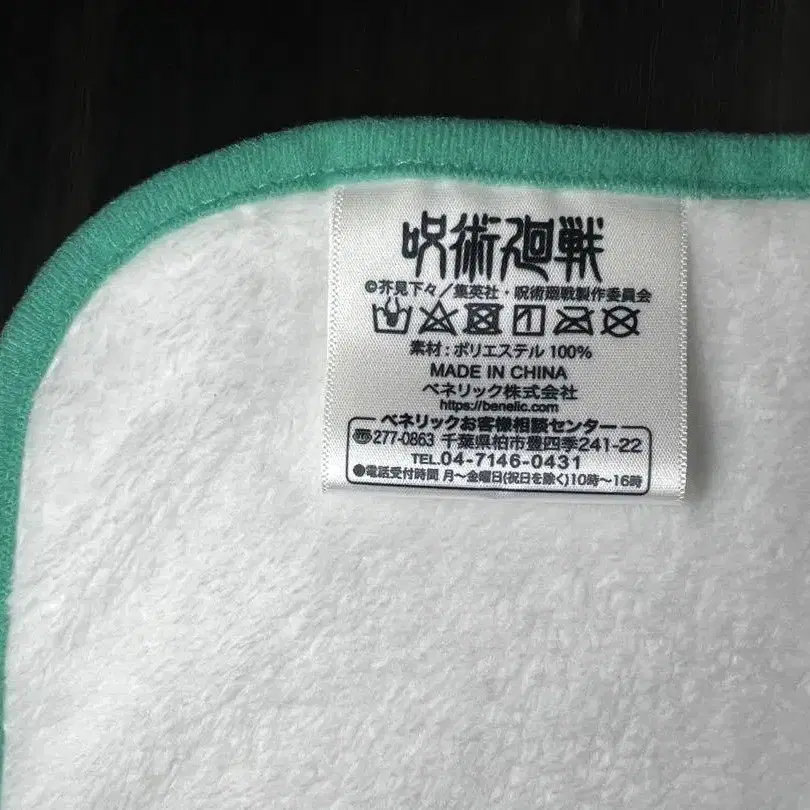 呪術廻戦
©芥見下々/集英社・呪術廻戦製作委員会
素材:ポリエステル 100%
MADE IN CHINA
ベネリック株式会社
https://benelic.com
ベネリックお客様相談センター
〠277-0863 千葉県柏市豊四季241-22
TEL.04-7146-0431
●電話受付時間 月〜金曜日(祝日を除く)10時〜16時